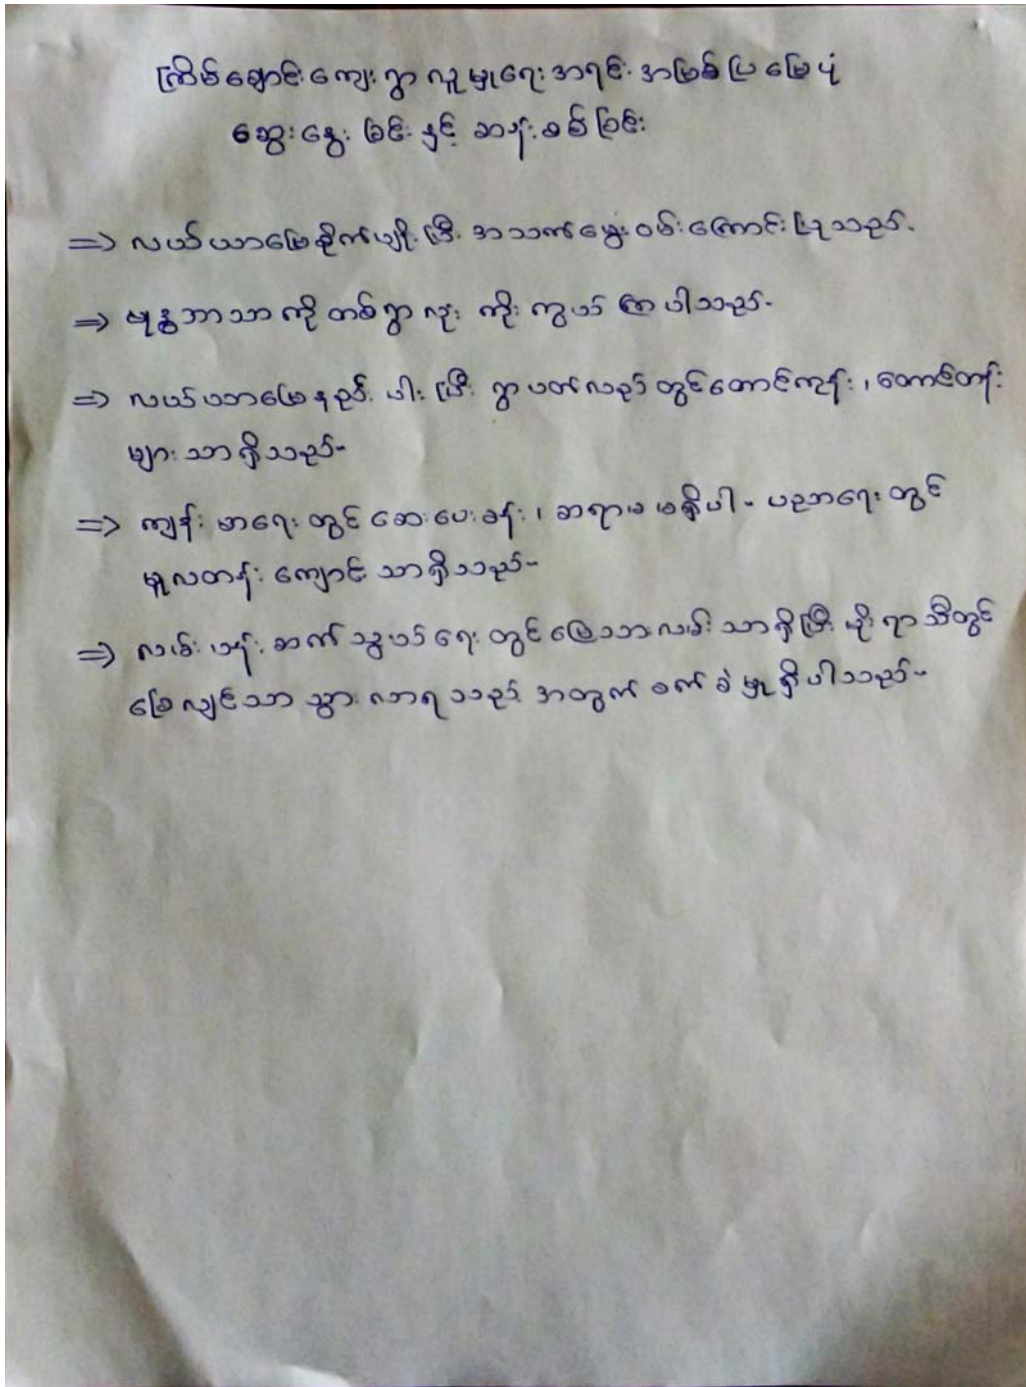 ကြိမ်ချောင်းကျေးရွာ လူမှုရေးအရင်းအမြစ်ပြ မြေပုံ
ဆွေးနွေးခြင်းနှင့် ဆန်းစစ်ခြင်း
⇒ လယ်ယာမြေစိုက်ပျိုးပြီး အသက်မွေးဝမ်းကြောင်းပြုသည်.
⇒ ဗုဒ္ဓဘာသာကို တစ်ရွာလုံး ကိုးကွယ်ကြပါသည်-
⇒ လယ်ယာမြေနည်းပါးပြီး ရွာပတ်လည်တွင်တောင်ကုန်း၊ တောင်တန်း
များသာရှိသည်-
⇒ ကျန်းမာရေးတွင် ဆေးပေးခန်း၊ ဆရာမ မရှိပါ- ပညာရေးတွင်
မူလတန်းကျောင်းသာရှိသည်-
⇒ လမ်းပန်းဆက်သွယ်ရေးတွင် မြေသားလမ်းသာရှိပြီး မိုးရာသီတွင်
ခြေလျင်သာ သွားလာရသည့်အတွက် ခက်ခဲမှုရှိပါသည်-